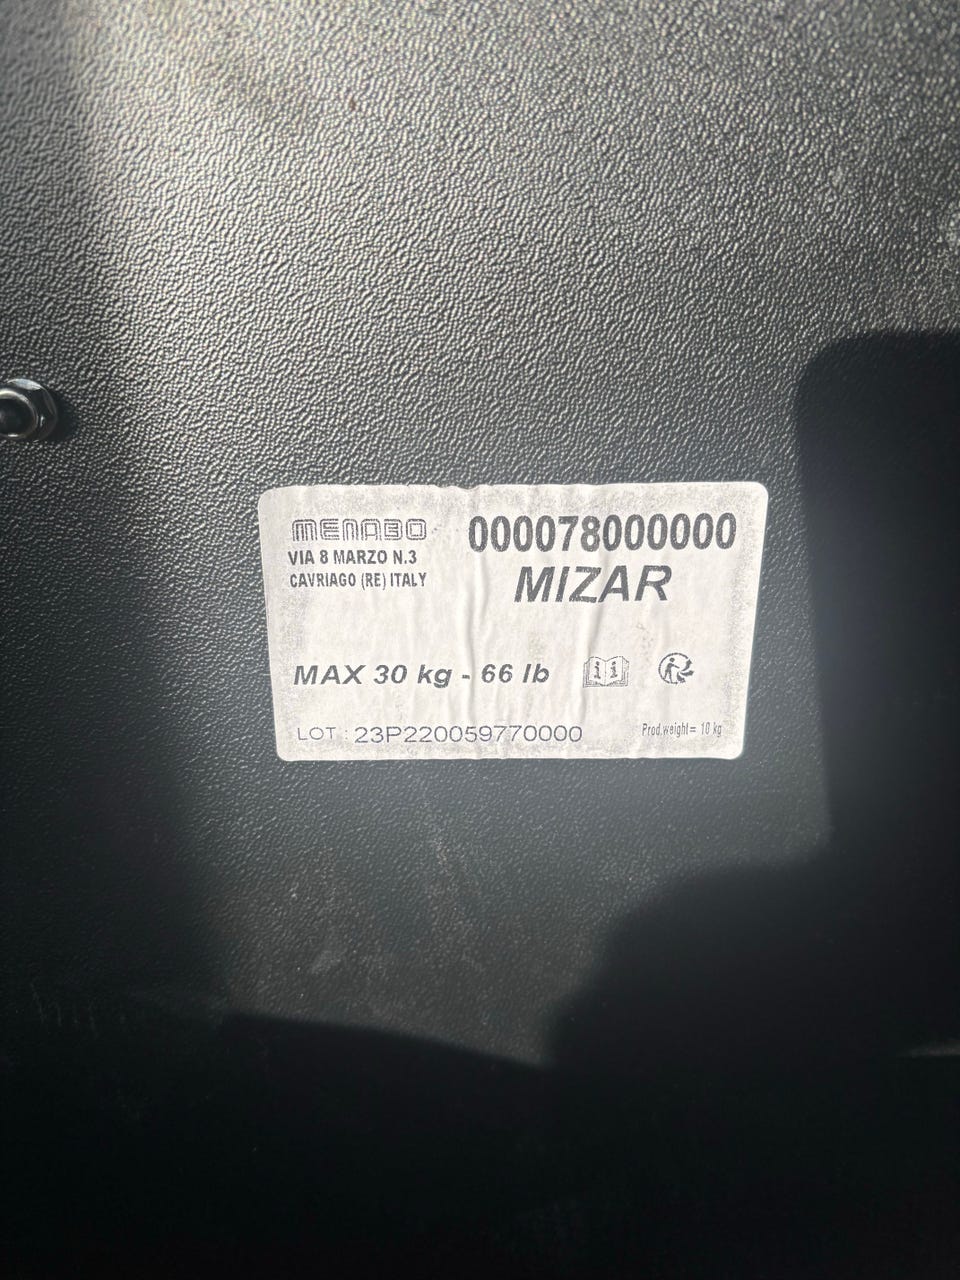 MENABO
VIA 8 MARZO N.3
CAVRIAGO (RE) ITALY
000078000000
MIZAR
MAX 30 kg - 66 lb
LOT : 23P220059770000
Prod.weight= 10 kg